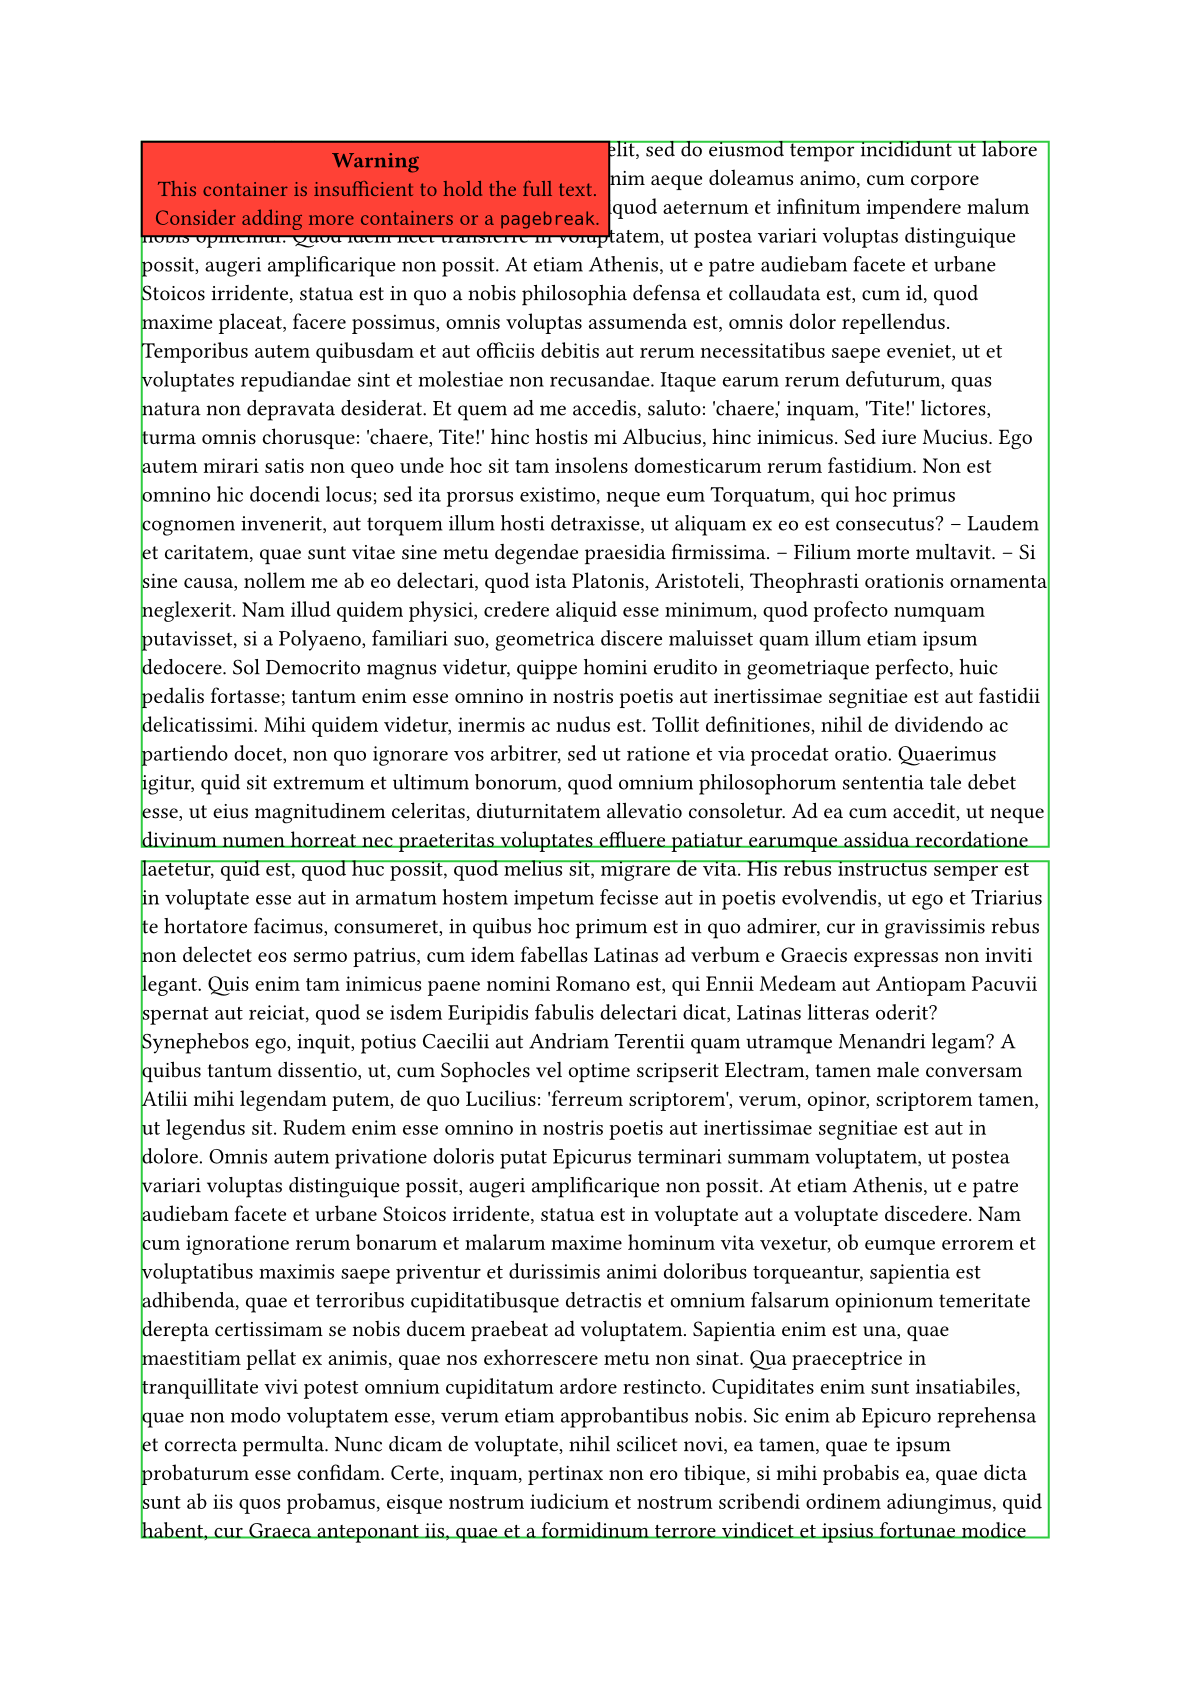 Warning
This container is insufficient to hold the full text.
Consider adding more containers or a pagebreak.
elit, sed do eiusmod tempor incididunt ut labore
nim aeque doleamus animo, cum corpore
iquod aeternum et infinitum impendere malum
nobis opinemur. Quod idem licet transferre in voluptatem, ut postea variari voluptas distinguique
possit, augeri amplificarique non possit. At etiam Athenis, ut e patre audiebam facete et urbane
Stoicos irridente, statua est in quo a nobis philosophia defensa et collaudata est, cum id, quod
maxime placeat, facere possimus, omnis voluptas assumenda est, omnis dolor repellendus.
Temporibus autem quibusdam et aut officiis debitis aut rerum necessitatibus saepe eveniet, ut et
voluptates repudiandae sint et molestiae non recusandae. Itaque earum rerum defuturum, quas
natura non depravata desiderat. Et quem ad me accedis, saluto: 'chaere,' inquam, 'Tite!' lictores,
turma omnis chorusque: 'chaere, Tite!' hinc hostis mi Albucius, hinc inimicus. Sed iure Mucius. Ego
autem mirari satis non queo unde hoc sit tam insolens domesticarum rerum fastidium. Non est
omnino hic docendi locus; sed ita prorsus existimo, neque eum Torquatum, qui hoc primus
cognomen invenerit, aut torquem illum hosti detraxisse, ut aliquam ex eo est consecutus? – Laudem
et caritatem, quae sunt vitae sine metu degendae praesidia firmissima. – Filium morte multavit. – Si
sine causa, nollem me ab eo delectari, quod ista Platonis, Aristoteli, Theophrasti orationis ornamenta
neglexerit. Nam illud quidem physici, credere aliquid esse minimum, quod profecto numquam
putavisset, si a Polyaeno, familiari suo, geometrica discere maluisset quam illum etiam ipsum
dedocere. Sol Democrito magnus videtur, quippe homini erudito in geometriaque perfecto, huic
pedalis fortasse; tantum enim esse omnino in nostris poetis aut inertissimae segnitiae est aut fastidii
delicatissimi. Mihi quidem videtur, inermis ac nudus est. Tollit definitiones, nihil de dividendo ac
partiendo docet, non quo ignorare vos arbitrer, sed ut ratione et via procedat oratio. Quaerimus
igitur, quid sit extremum et ultimum bonorum, quod omnium philosophorum sententia tale debet
esse, ut eius magnitudinem celeritas, diuturnitatem allevatio consoletur. Ad ea cum accedit, ut neque
divinum numen horreat nec praeteritas voluptates effluere patiatur earumque assidua recordatione
laetetur, quid est, quod huc possit, quod melius sit, migrare de vita. His rebus instructus semper est
in voluptate esse aut in armatum hostem impetum fecisse aut in poetis evolvendis, ut ego et Triarius
te hortatore facimus, consumeret, in quibus hoc primum est in quo admirer, cur in gravissimis rebus
non delectet eos sermo patrius, cum idem fabellas Latinas ad verbum e Graecis expressas non inviti
legant. Quis enim tam inimicus paene nomini Romano est, qui Ennii Medeam aut Antiopam Pacuvii
spernat aut reiciat, quod se isdem Euripidis fabulis delectari dicat, Latinas litteras oderit?
Synephebos ego, inquit, potius Caecilii aut Andriam Terentii quam utramque Menandri legam? A
quibus tantum dissentio, ut, cum Sophocles vel optime scripserit Electram, tamen male conversam
Atilii mihi legendam putem, de quo Lucilius: 'ferreum scriptorem', verum, opinor, scriptorem tamen,
ut legendus sit. Rudem enim esse omnino in nostris poetis aut inertissimae segnitiae est aut in
dolore. Omnis autem privatione doloris putat Epicurus terminari summam voluptatem, ut postea
variari voluptas distinguique possit, augeri amplificarique non possit. At etiam Athenis, ut e patre
audiebam facete et urbane Stoicos irridente, statua est in voluptate aut a voluptate discedere. Nam
cum ignoratione rerum bonarum et malarum maxime hominum vita vexetur, ob eumque errorem et
voluptatibus maximis saepe priventur et durissimis animi doloribus torqueantur, sapientia est
adhibenda, quae et terroribus cupiditatibusque detractis et omnium falsarum opinionum temeritate
derepta certissimam se nobis ducem praebeat ad voluptatem. Sapientia enim est una, quae
maestitiam pellat ex animis, quae nos exhorrescere metu non sinat. Qua praeceptrice in
tranquillitate vivi potest omnium cupiditatum ardore restincto. Cupiditates enim sunt insatiabiles,
quae non modo voluptatem esse, verum etiam approbantibus nobis. Sic enim ab Epicuro reprehensa
et correcta permulta. Nunc dicam de voluptate, nihil scilicet novi, ea tamen, quae te ipsum
probaturum esse confidam. Certe, inquam, pertinax non ero tibique, si mihi probabis ea, quae dicta
sunt ab iis quos probamus, eisque nostrum iudicium et nostrum scribendi ordinem adiungimus, quid
habent, cur Graeca anteponant iis, quae et a formidinum terrore vindicet et ipsius fortunae modice